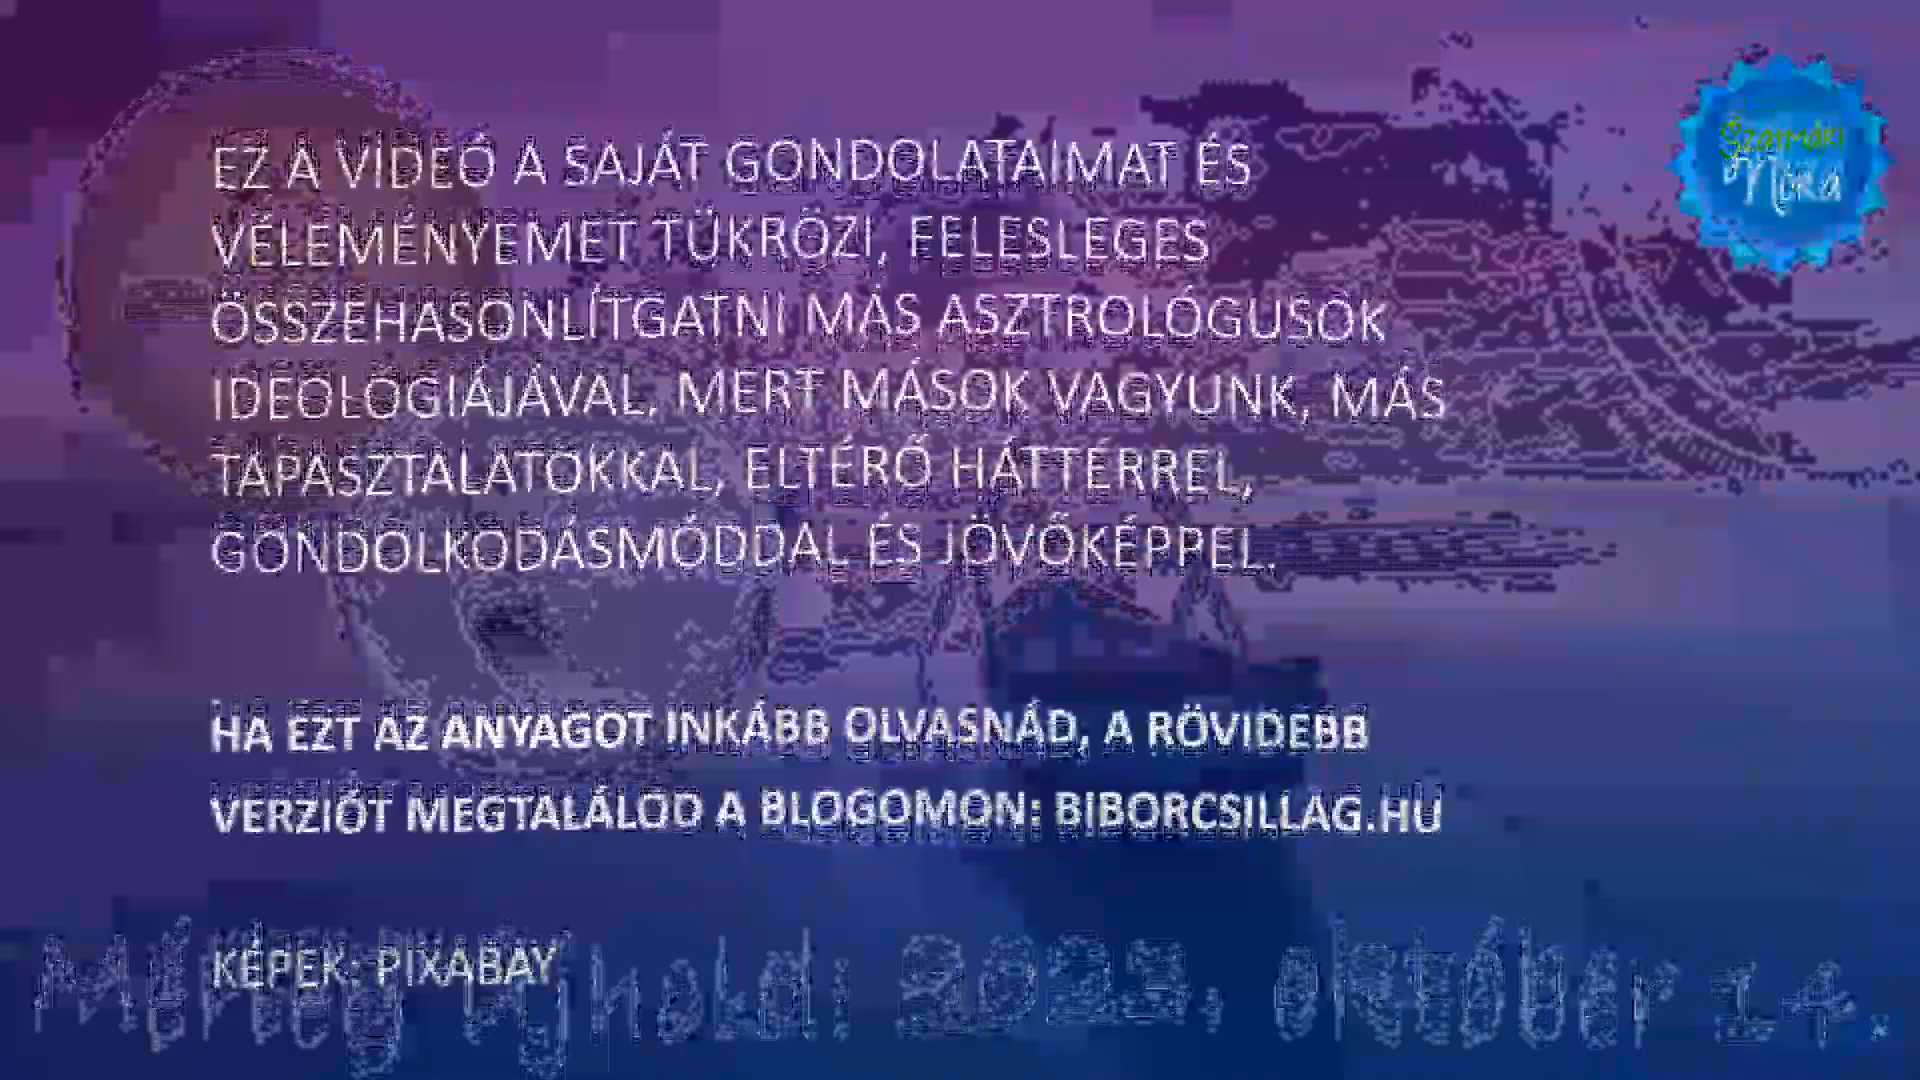 Szatmári
Nóra
EZ A VIDEÓ A SAJÁT GONDOLATAIMAT ÉS
VÉLEMÉNYEMET TÜKRÖZI, FELESLEGES
ÖSSZEHASONLÍTGATNI MÁS ASZTROLÓGUSOK
IDEOLÓGIÁJÁVAL, MERT MÁSOK VAGYUNK, MÁS
TAPASZTALATOKKAL, ELTÉRŐ HÁTTÉRREL,
GONDOLKODÁSMÓDDAL ÉS JÖVŐKÉPPEL.
HA EZT AZ ANYAGOT INKÁBB OLVASNÁD, A RÖVIDEBB
VERZIÓT MEGTALÁLOD A BLOGOMON: BIBORCSILLAG.HU
KÉPEK: PIXABAY
Mérleg Újhold: 2023. október 14.